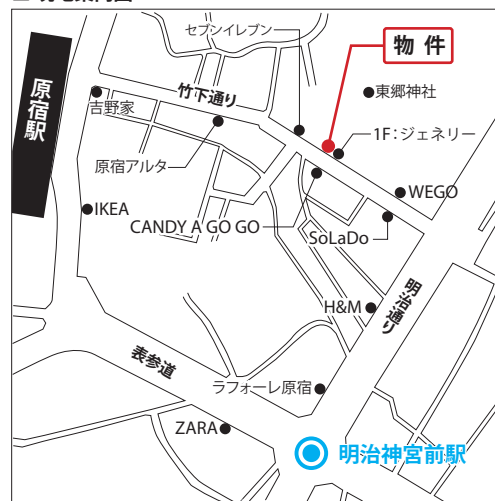 セブンイレブン
物件
原宿駅
竹下通り
東郷神社
吉野家
1F：ジェネリー
原宿アルタ
WEGO
IKEA
CANDY A GO GO
SoLaDo
明治通り
H&M
表参道
ラフォーレ原宿
ZARA
明治神宮前駅